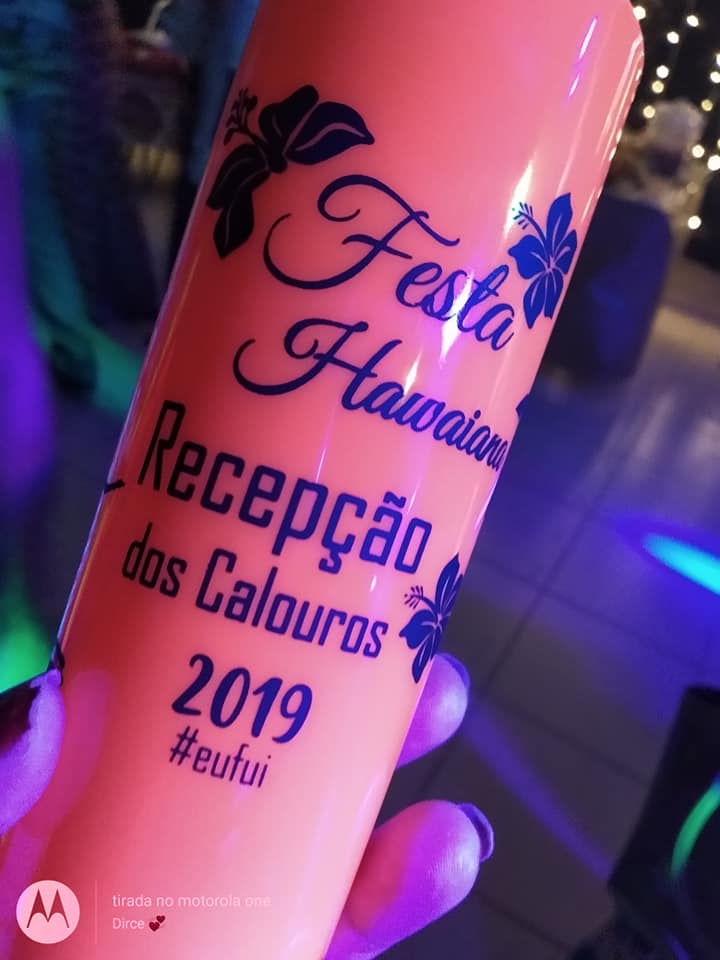 Festa
Hawaiana
Recepção
dos Calouros
2019
#eufui
tirada no motorola one
Dirce 💞